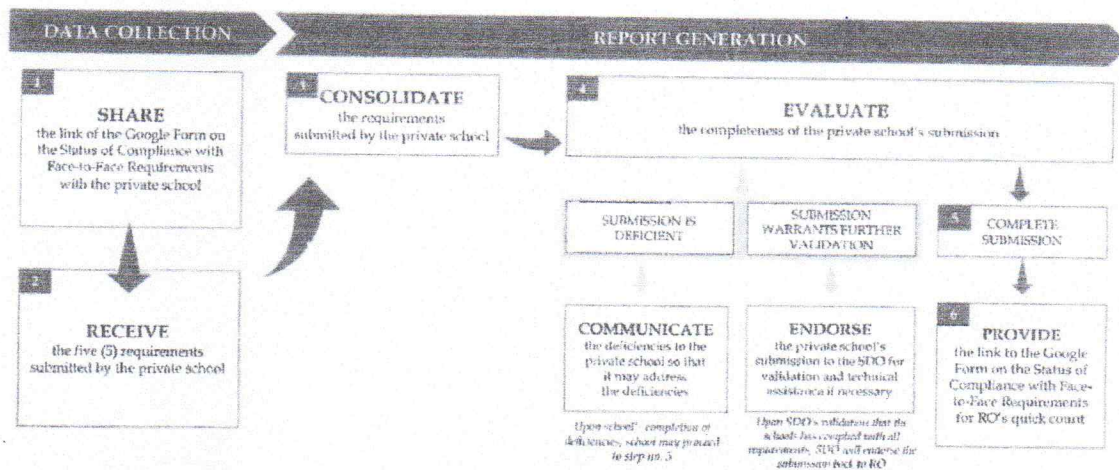 DATA COLLECTION
REPORT GENERATION
1
SHARE
the link of the Google Form on
the Status of Compliance with
Face-to-Face Requirements
with the private school
2
RECEIVE
the five (5) requirements
submitted by the private school
3
CONSOLIDATE
the requirements
submitted by the private school
4
EVALUATE
the completeness of the private school's submission
SUBMISSION IS
DEFICIENT
SUBMISSION
WARRANTS FURTHER
VALIDATION
5
COMPLETE
SUBMISSION
COMMUNICATE
the deficiencies to the
private school so that
it may address
the deficiencies
Upon school' completion of
deficiencies, school may proceed
to step no. 5
ENDORSE
the private school's
submission to the SDO for
validation and technical
assistance if necessary
Upon SDO's validation that the
schools has complied with all
requirements, SDO will endorse the
submission back to RO
6
PROVIDE
the link to the Google
Form on the Status of
Compliance with Face-
to-Face Requirements
for RO's quick count